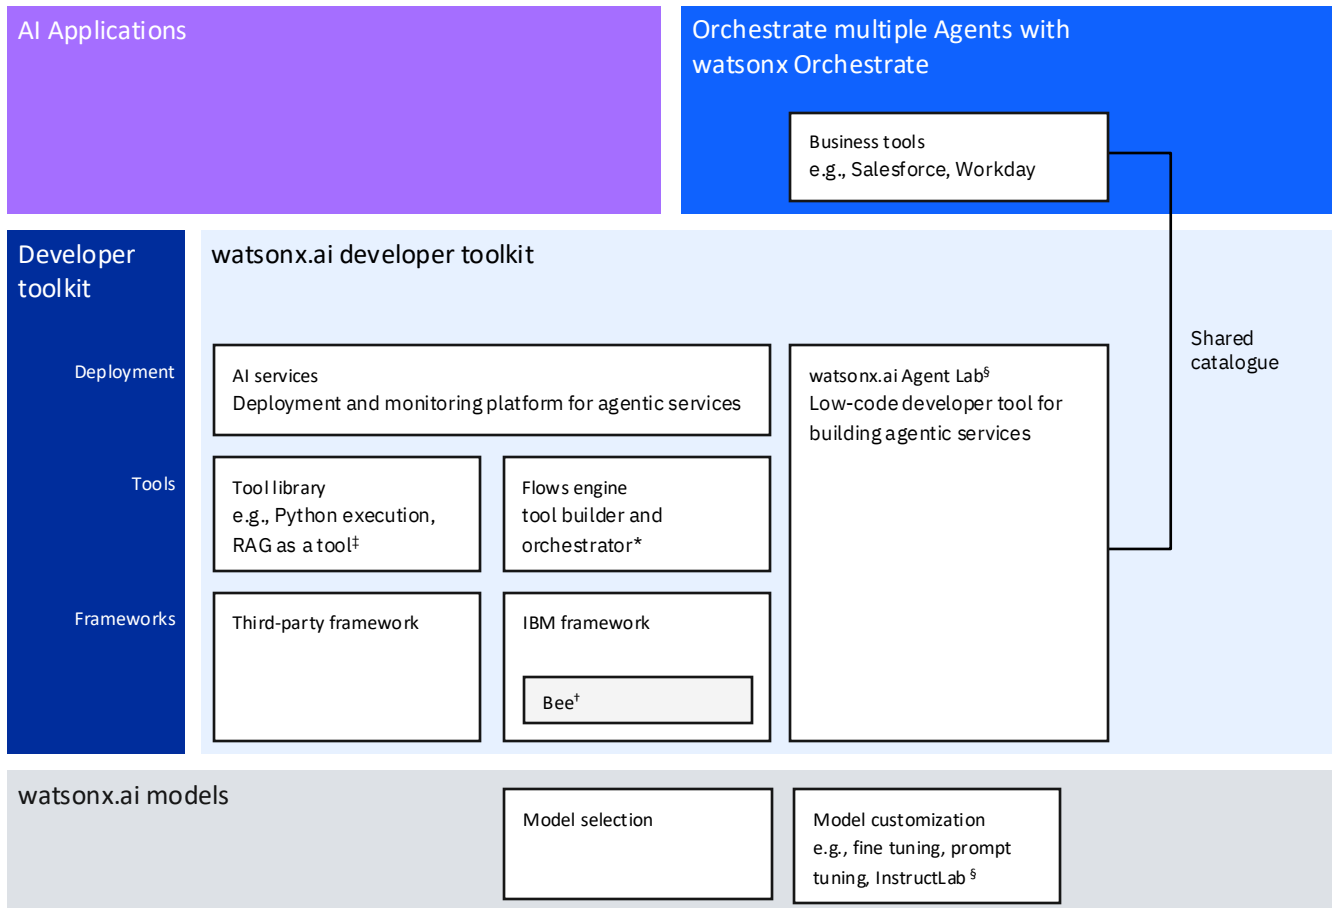 AI Applications
Orchestrate multiple Agents with
watsonx Orchestrate
Business tools
e.g., Salesforce, Workday
Developer
toolkit
watsonx.ai developer toolkit
Shared
catalogue
Deployment
AI services
Deployment and monitoring platform for agentic services
watsonx.ai Agent Lab§
Low-code developer tool for
building agentic services
Tools
Tool library
e.g., Python execution,
RAG as a tool‡
Flows engine
tool builder and
orchestrator*
Frameworks
Third-party framework
IBM framework
Bee†
watsonx.ai models
Model selection
Model customization
e.g., fine tuning, prompt
tuning, InstructLab §